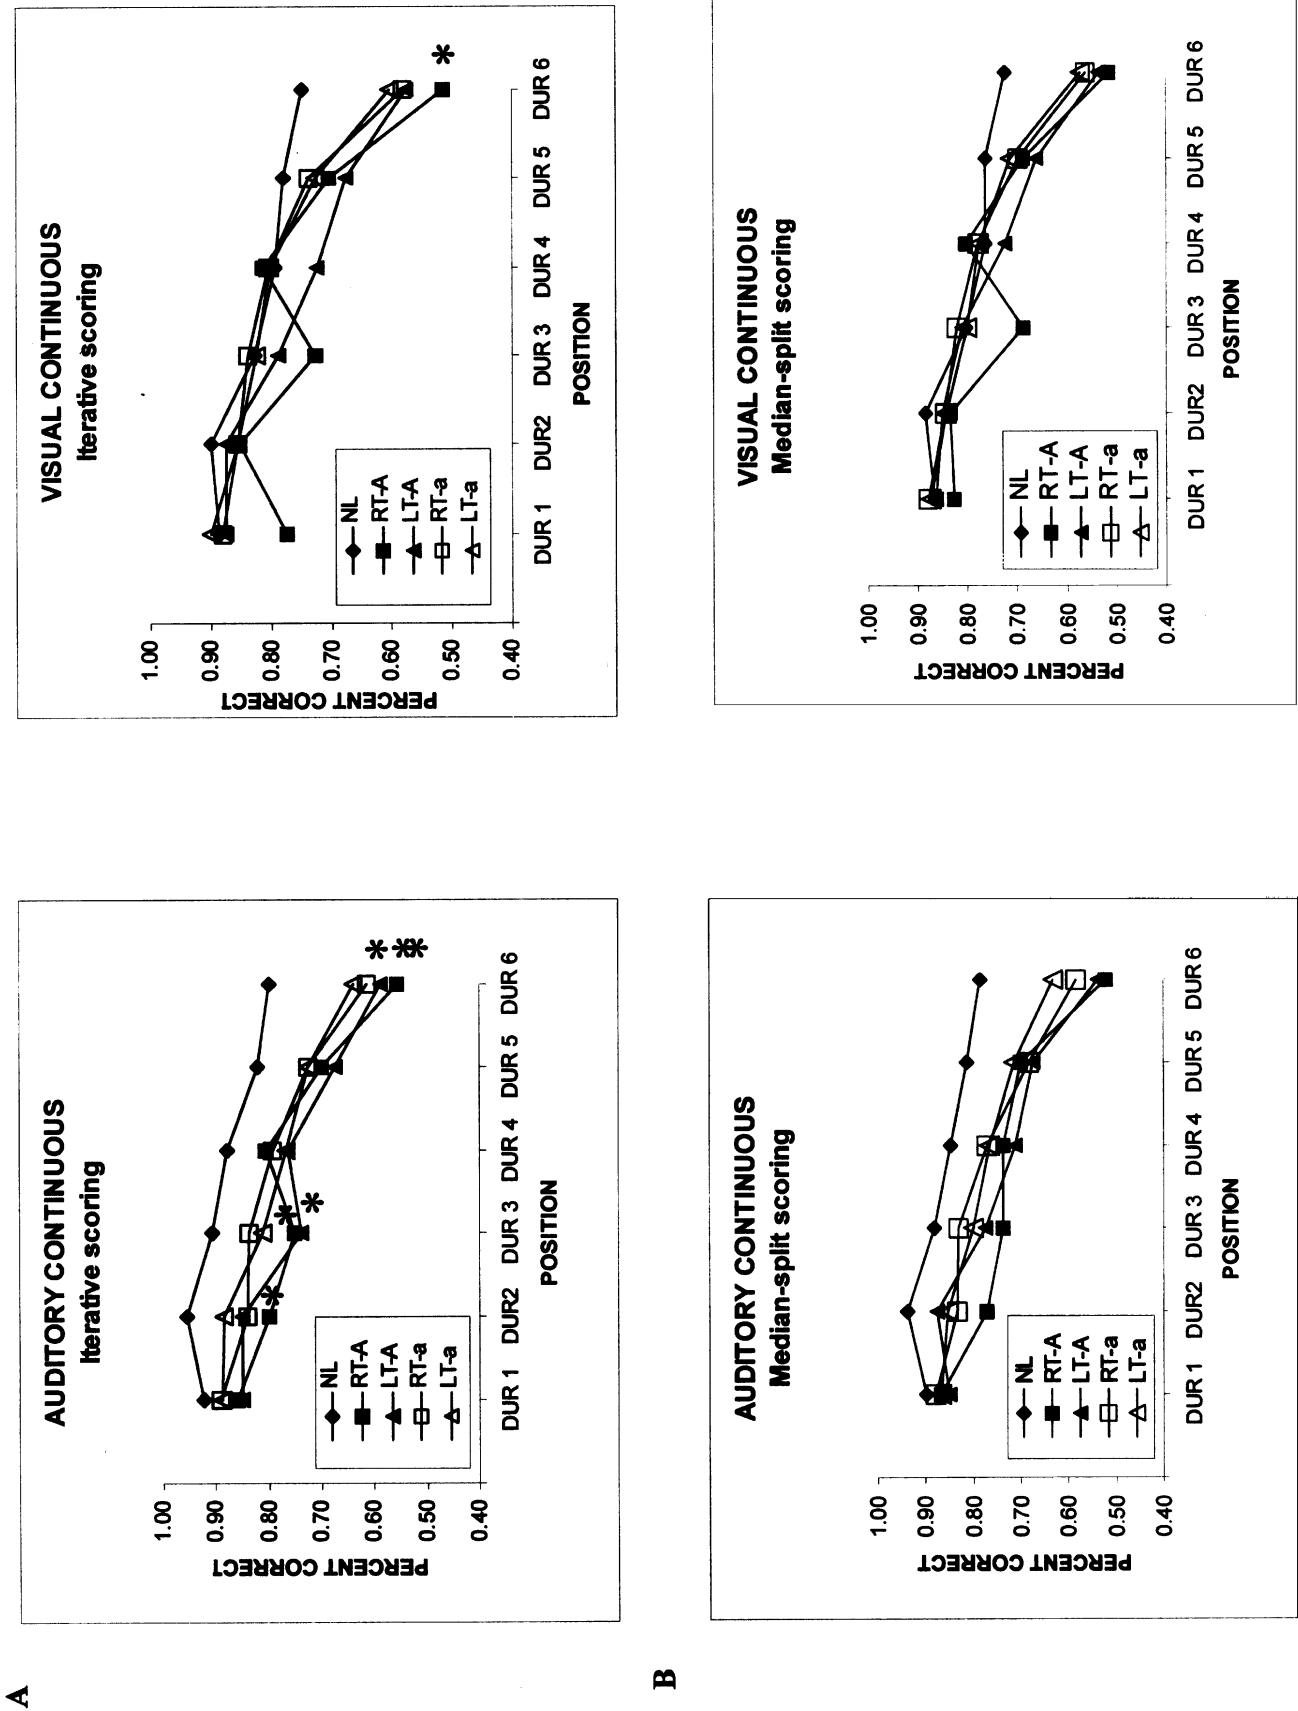 A
AUDITORY CONTINUOUS
Iterative scoring
PERCENT CORRECT
1.00
0.90
0.80
0.70
0.60
0.50
0.40
NL
RT-A
LT-A
RT-a
LT-a
* * * * **
DUR 1 DUR2 DUR 3 DUR 4 DUR 5 DUR 6
POSITION
VISUAL CONTINUOUS
Iterative scoring
PERCENT CORRECT
1.00
0.90
0.80
0.70
0.60
0.50
0.40
NL
RT-A
LT-A
RT-a
LT-a
*
DUR 1 DUR2 DUR 3 DUR 4 DUR 5 DUR 6
POSITION
B
AUDITORY CONTINUOUS
Median-split scoring
PERCENT CORRECT
1.00
0.90
0.80
0.70
0.60
0.50
0.40
NL
RT-A
LT-A
RT-a
LT-a
DUR 1 DUR2 DUR 3 DUR 4 DUR 5 DUR 6
POSITION
VISUAL CONTINUOUS
Median-split scoring
PERCENT CORRECT
1.00
0.90
0.80
0.70
0.60
0.50
0.40
NL
RT-A
LT-A
RT-a
LT-a
DUR 1 DUR2 DUR 3 DUR 4 DUR 5 DUR 6
POSITION